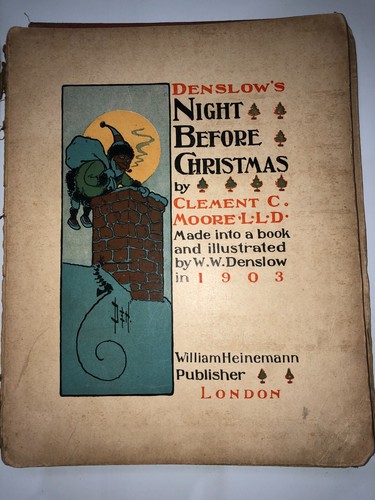 DENSLOW'S
NIGHT
BEFORE
CHRISTMAS
by
CLEMENT C.
MOORE·L·L·D·
Made into a book
and illustrated
by W.W. Denslow
in 1903
William Heinemann
Publisher
LONDON